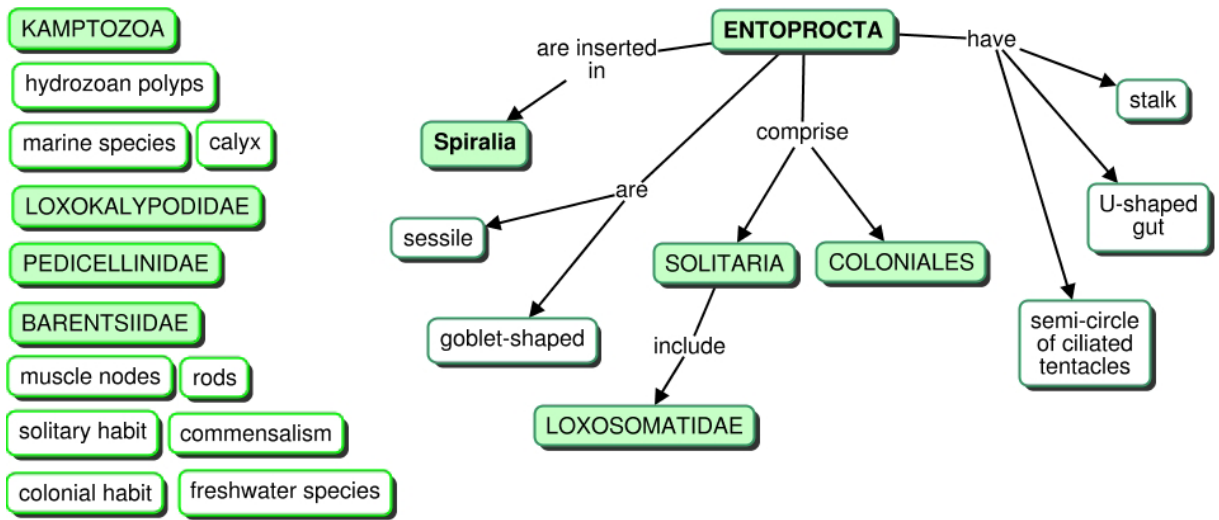 KAMPTOZOA
hydrozoan polyps
marine species
calyx
LOXOKALYPODIDAE
PEDICELLINIDAE
BARENTSIIDAE
muscle nodes
rods
solitary habit
commensalism
colonial habit
freshwater species
ENTOPROCTA
are inserted
in
Spiralia
are
sessile
goblet-shaped
comprise
SOLITARIA
COLONIALES
include
LOXOSOMATIDAE
have
stalk
U-shaped
gut
semi-circle
of ciliated
tentacles